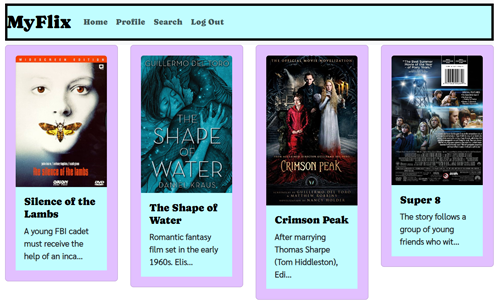 MyFlix Home Profile Search Log Out
WIDESCREEN EDITION
the silence of the lambs
ORION
DVD
Silence of the
Lambs
A young FBI cadet
must receive the
help of an inca...
GUILLERMO DEL TORO
THE
SHAPE
OF
WATER
DANIEL KRAUS
The Shape of
Water
Romantic fantasy
film set in the early
1960s. Elis...
THE OFFICIAL MOVIE NOVELIZATION
CRIMSON PEAK
NANCY HOLDER
Crimson Peak
After marrying
Thomas Sharpe
(Tom Hiddleston),
Edi...
Super 8
The story follows a
group of young
friends who wit...